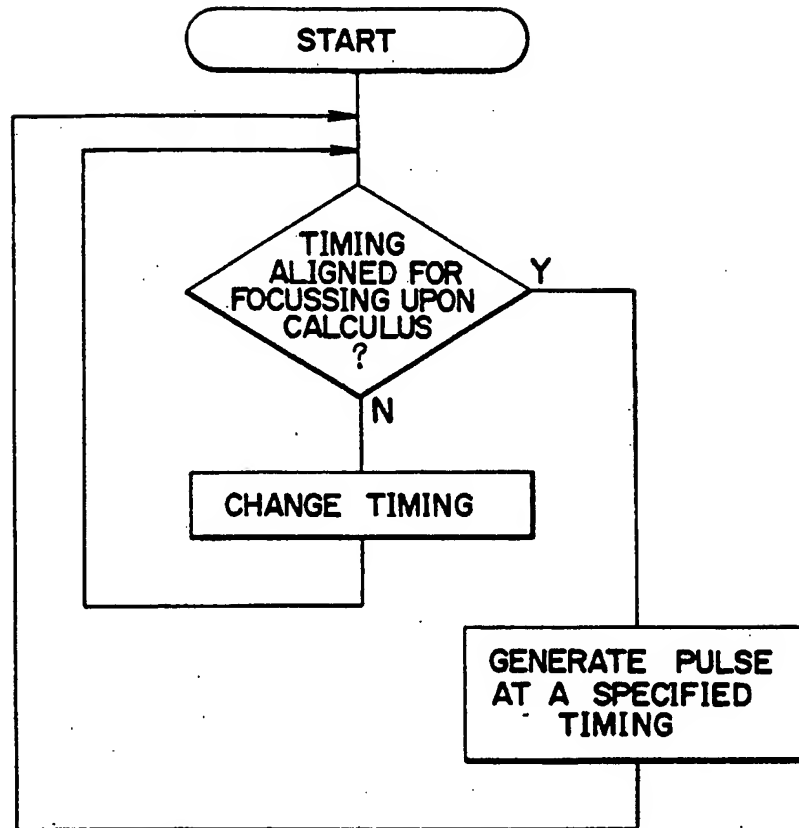 START
TIMING
ALIGNED FOR
FOCUSSING UPON
CALCULUS
?
Y
N
CHANGE TIMING
GENERATE PULSE
AT A SPECIFIED
TIMING